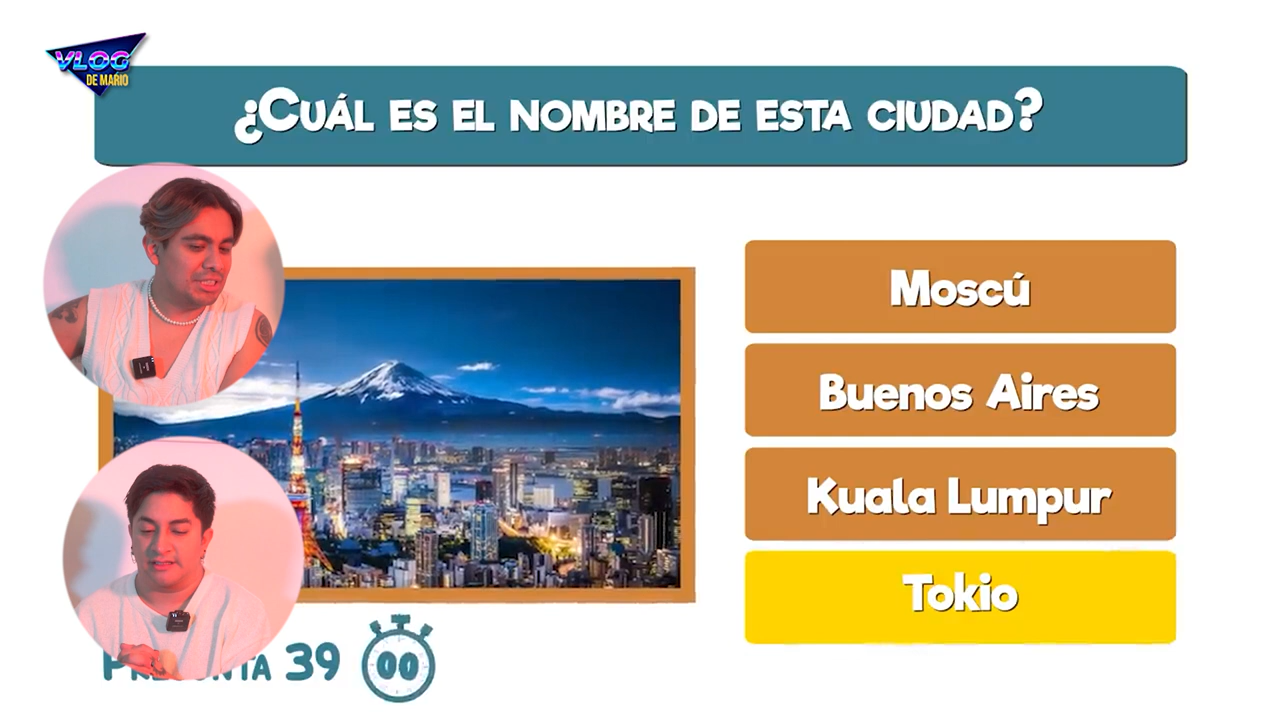 VLOG
DE MARIO
¿CUÁL ES EL NOMBRE DE ESTA CIUDAD?
Moscú
Buenos Aires
Kuala Lumpur
Tokio
39
00